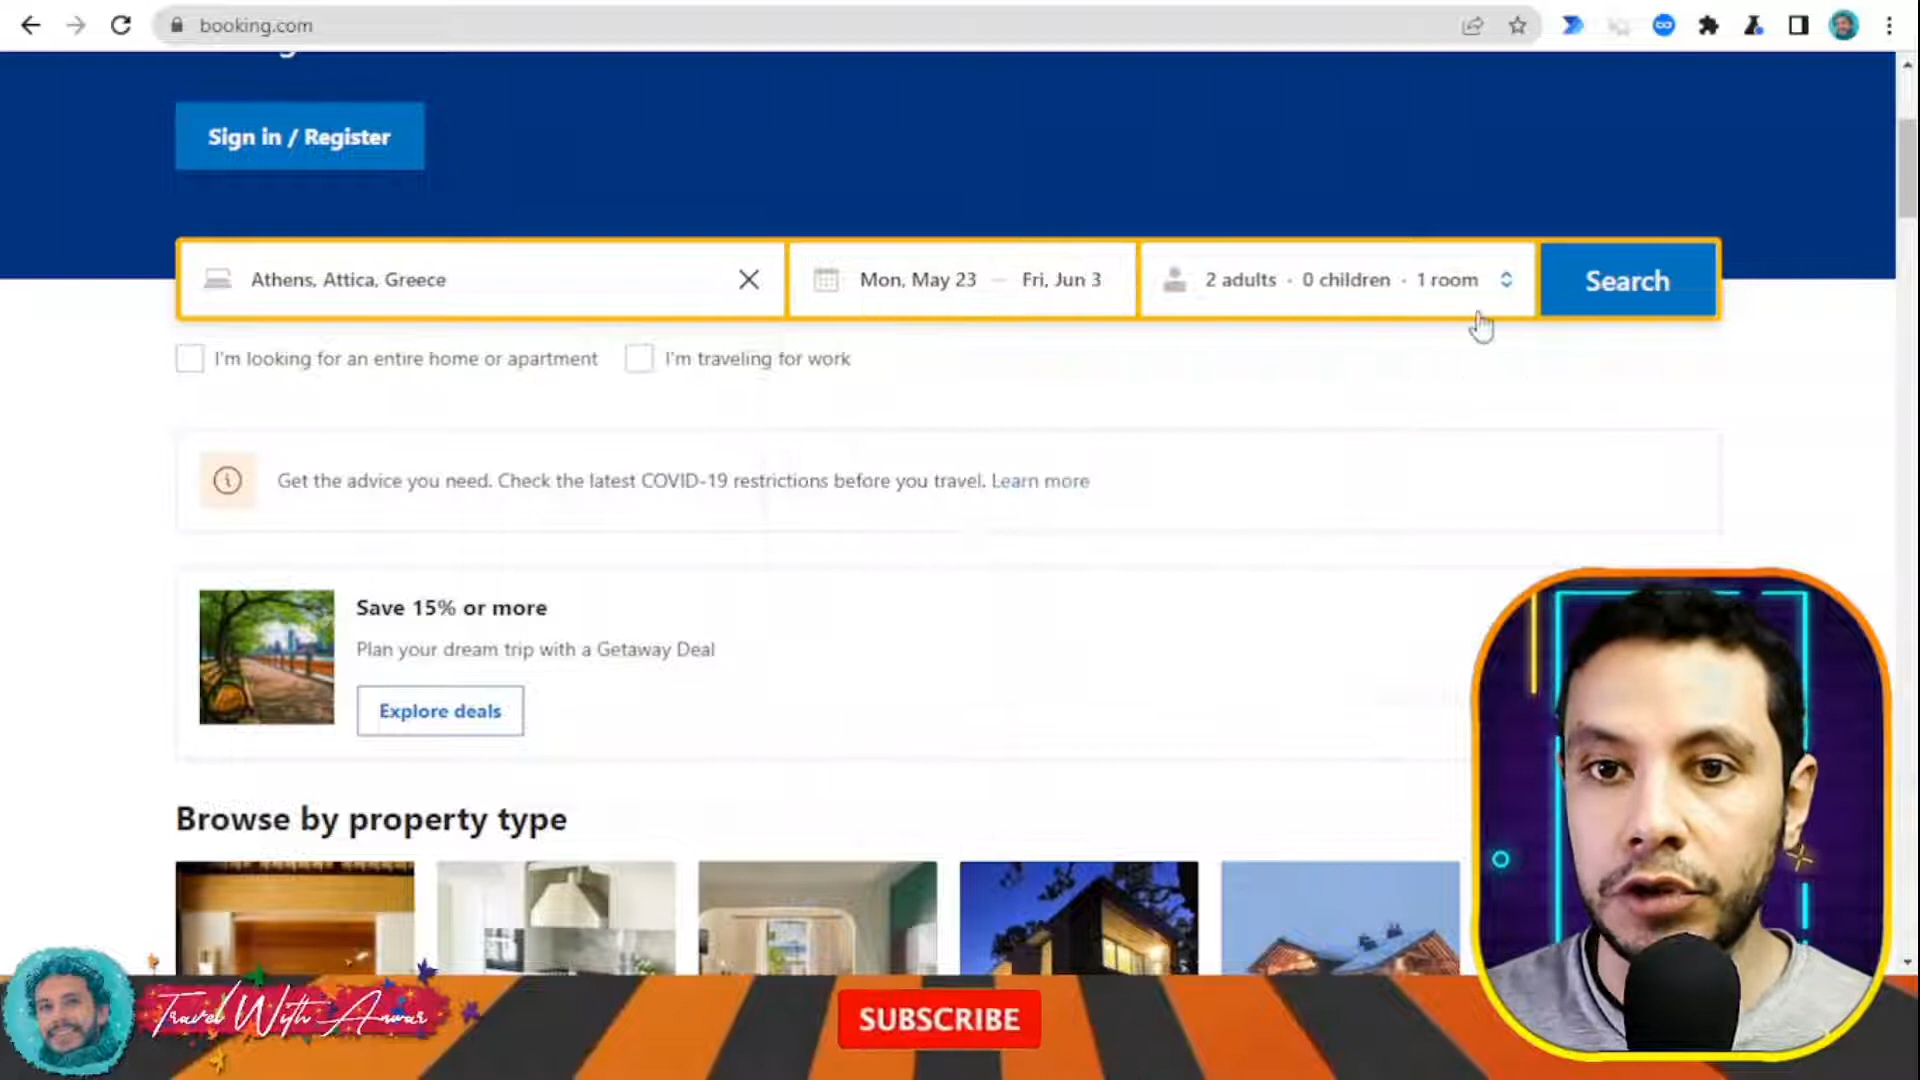 booking.com
Sign in / Register
Athens, Attica, Greece
Mon, May 23 — Fri, Jun 3
2 adults · 0 children · 1 room
Search
I'm looking for an entire home or apartment
I'm traveling for work
Get the advice you need. Check the latest COVID-19 restrictions before you travel. Learn more
Save 15% or more
Plan your dream trip with a Getaway Deal
Explore deals
Browse by property type
Travel With Anwar
SUBSCRIBE